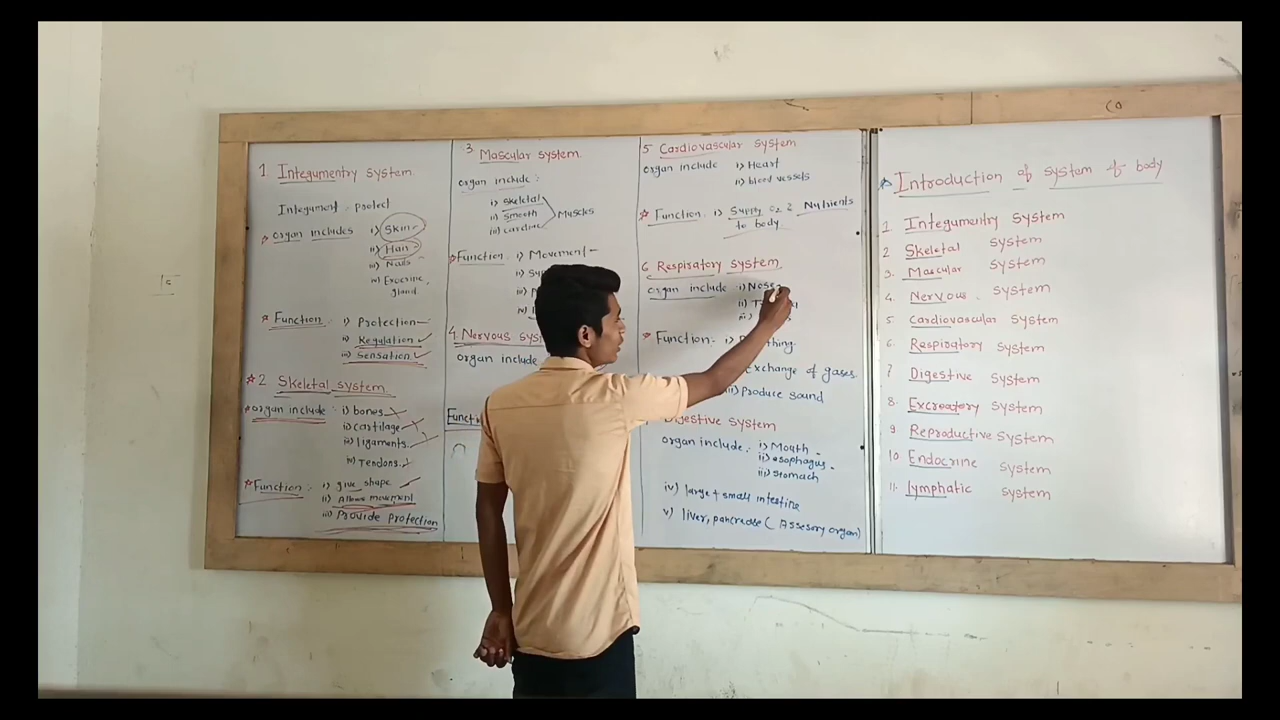 1. Integumentry System.
Integument : protect
* organ includes i) Skin
ii) Hair
iii) Nails
iv) Exocrine,
gland
* Function : i) Protection
ii) Regulation
iii) Sensation
*2 Skeletal system
*organ include : i) bones
ii) cartilage
iii) ligaments
iv) Tendons
*Function : i) give shape
ii) Allows movement
iii) Provide protection
3
Mascular system.
organ include :
i) Skeletal
ii) Smooth
iii) cardiac
Muscles
*Function : i) Movement
4. Nervous
organ include
5 Cardiovascular System
organ include i) Heart
ii) blood vessels
* Function . i) Supply O2 & Nutrients
to body
6. Respiratory system
organ include i) Nose
* Function -
Exchange of gases.
iii) Produce sound
Digestive System
organ include : i) Mouth
ii) oesophagus
iii) stomach
iv) large + small intestine
v) liver, pancrease ( Assesory organ)
Introduction of system of body
1 Integumentry System
2 Skeletal system
3. Mascular system
4. Nervous . System
5. Cardiovascular System
6. Respiratory System
7 Digestive System
8. Excreatory System
9 Reproductive System
10 Endocrine System
11. lymphatic System